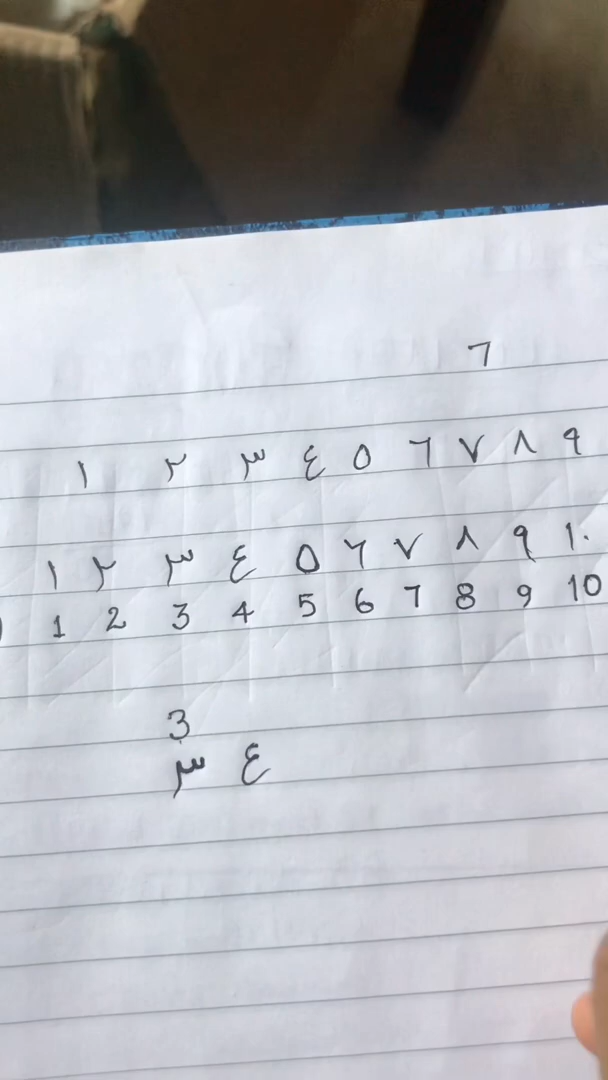 ٦
١ ٢ ٣ ٤ ٥ ٦ ٧ ٨ ٩
١ ٢ ٣ ٤ ٥ ٦ ٧ ٨ ٩ ١٠
1 2 3 4 5 6 7 8 9 10
3
٣ ٤